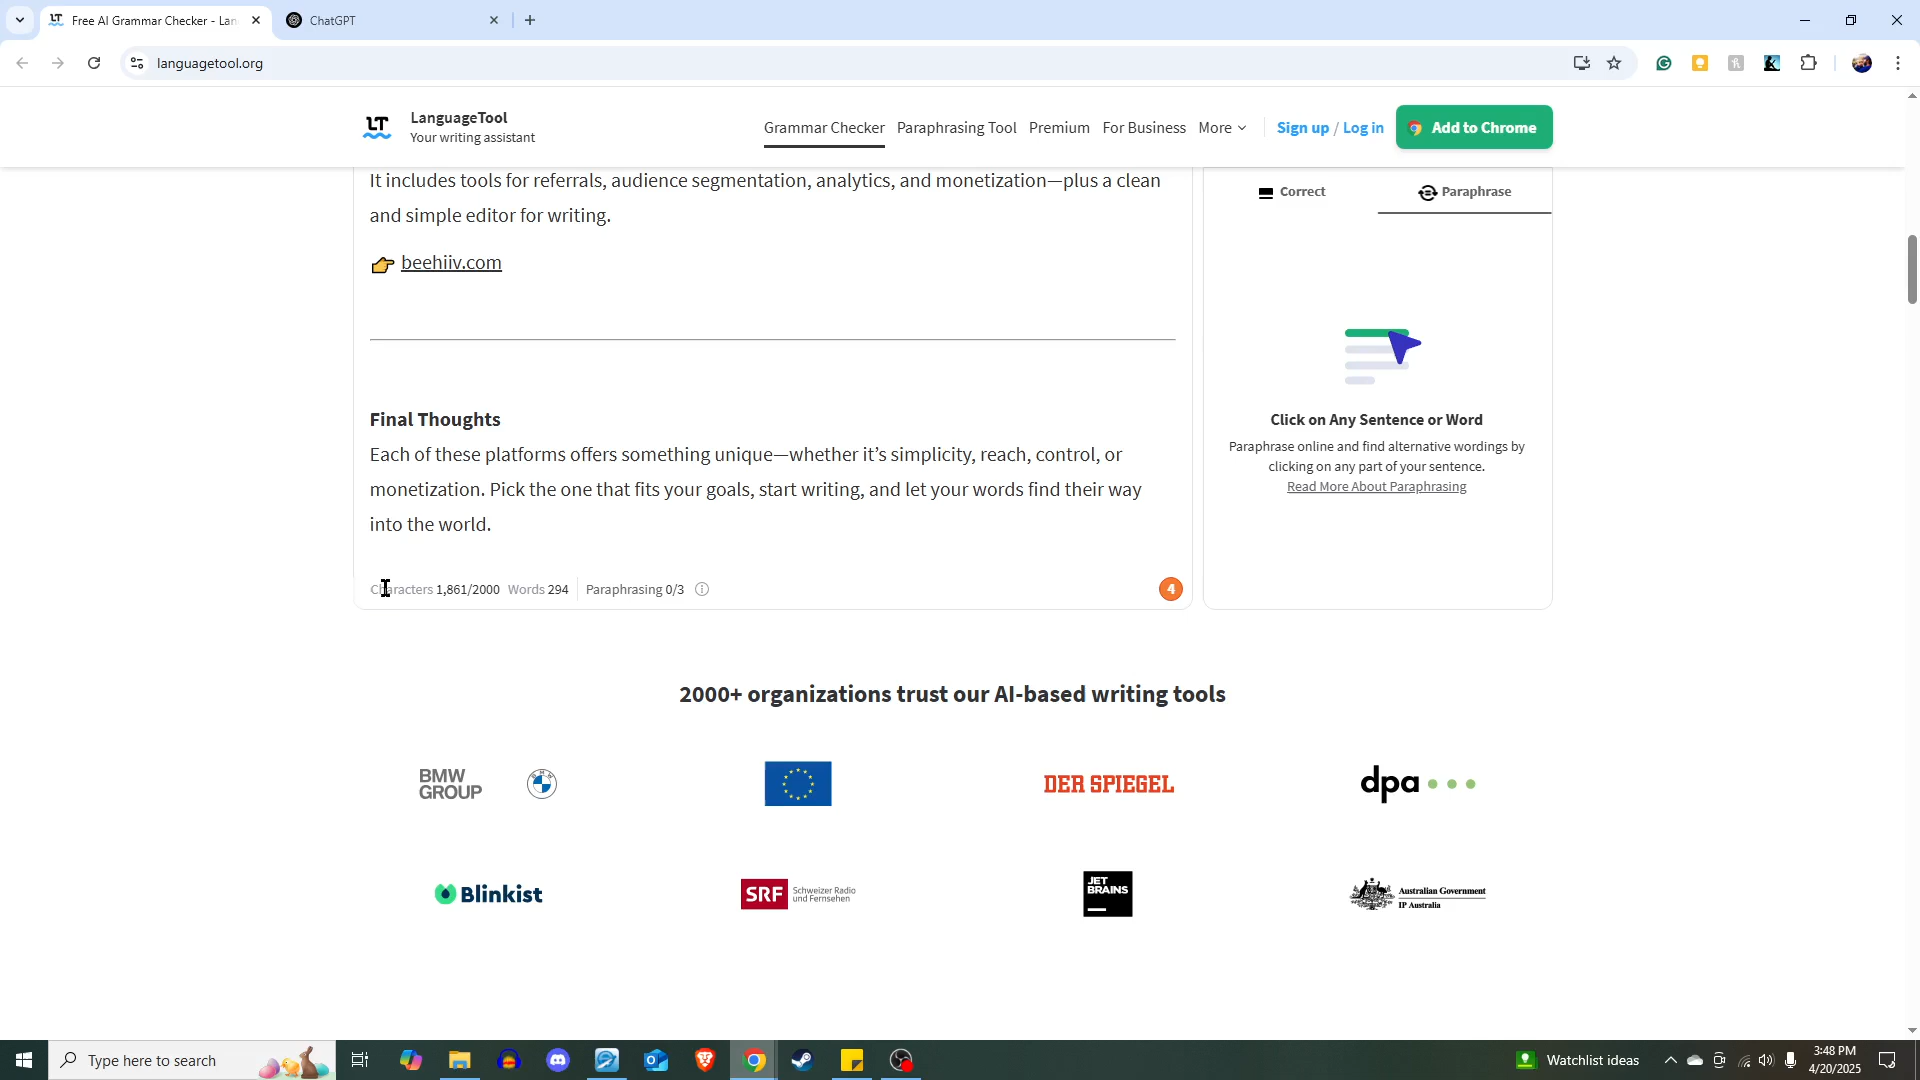 Free AI Grammar Checker - Lan
ChatGPT
languagetool.org
LT
LanguageTool
Your writing assistant
Grammar Checker
Paraphrasing Tool
Premium
For Business
More
Sign up / Log in
Add to Chrome
It includes tools for referrals, audience segmentation, analytics, and monetization—plus a clean
and simple editor for writing.
👉 beehiiv.com
Final Thoughts
Each of these platforms offers something unique—whether it’s simplicity, reach, control, or
monetization. Pick the one that fits your goals, start writing, and let your words find their way
into the world.
Characters 1,861/2000 Words 294 Paraphrasing 0/3
4
Correct
Paraphrase
Click on Any Sentence or Word
Paraphrase online and find alternative wordings by
clicking on any part of your sentence.
Read More About Paraphrasing
2000+ organizations trust our AI-based writing tools
BMW
GROUP
DER SPIEGEL
dpa
Blinkist
SRF Schweizer Radio
und Fernsehen
JET
BRAINS
Australian Government
IP Australia
Type here to search
Watchlist ideas
3:48 PM
4/20/2025